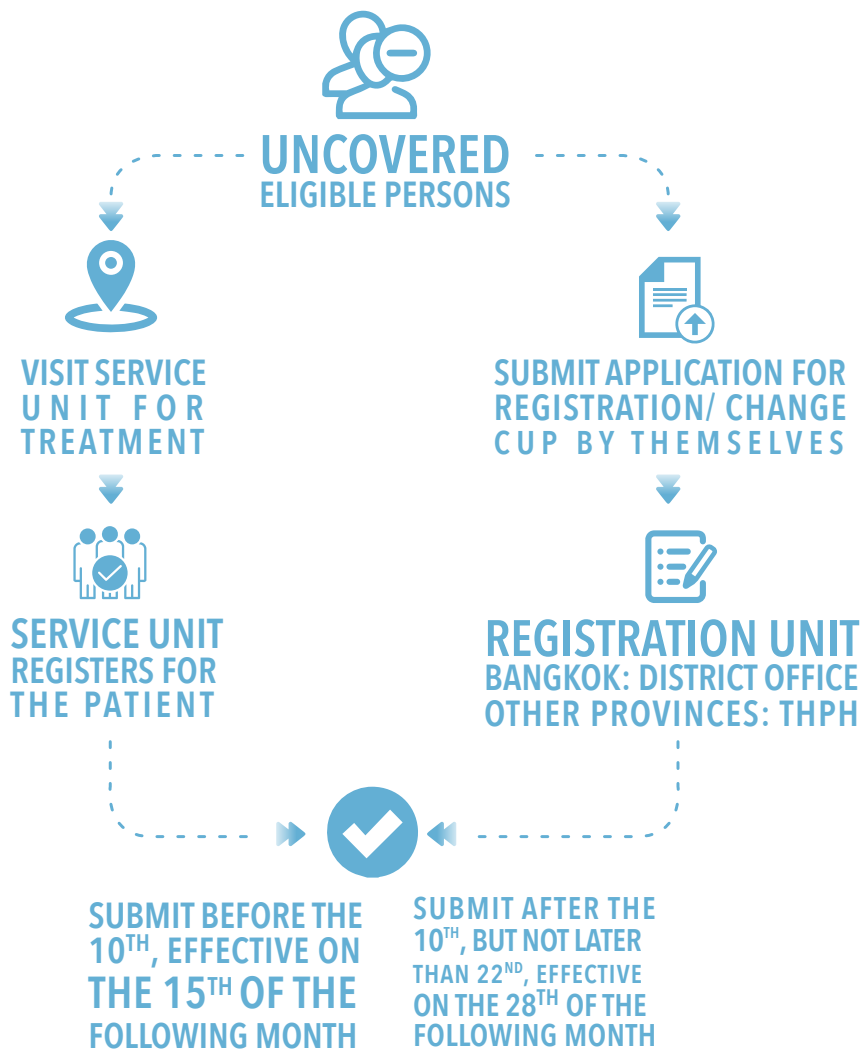 UNCOVERED
ELIGIBLE PERSONS
VISIT SERVICE
UNIT FOR
TREATMENT
SERVICE UNIT
REGISTERS FOR
THE PATIENT
SUBMIT APPLICATION FOR
REGISTRATION/ CHANGE
CUP BY THEMSELVES
REGISTRATION UNIT
BANGKOK: DISTRICT OFFICE
OTHER PROVINCES: THPH
SUBMIT BEFORE THE
10TH, EFFECTIVE ON
THE 15TH OF THE
FOLLOWING MONTH
SUBMIT AFTER THE
10TH, BUT NOT LATER
THAN 22ND, EFFECTIVE
ON THE 28TH OF THE
FOLLOWING MONTH